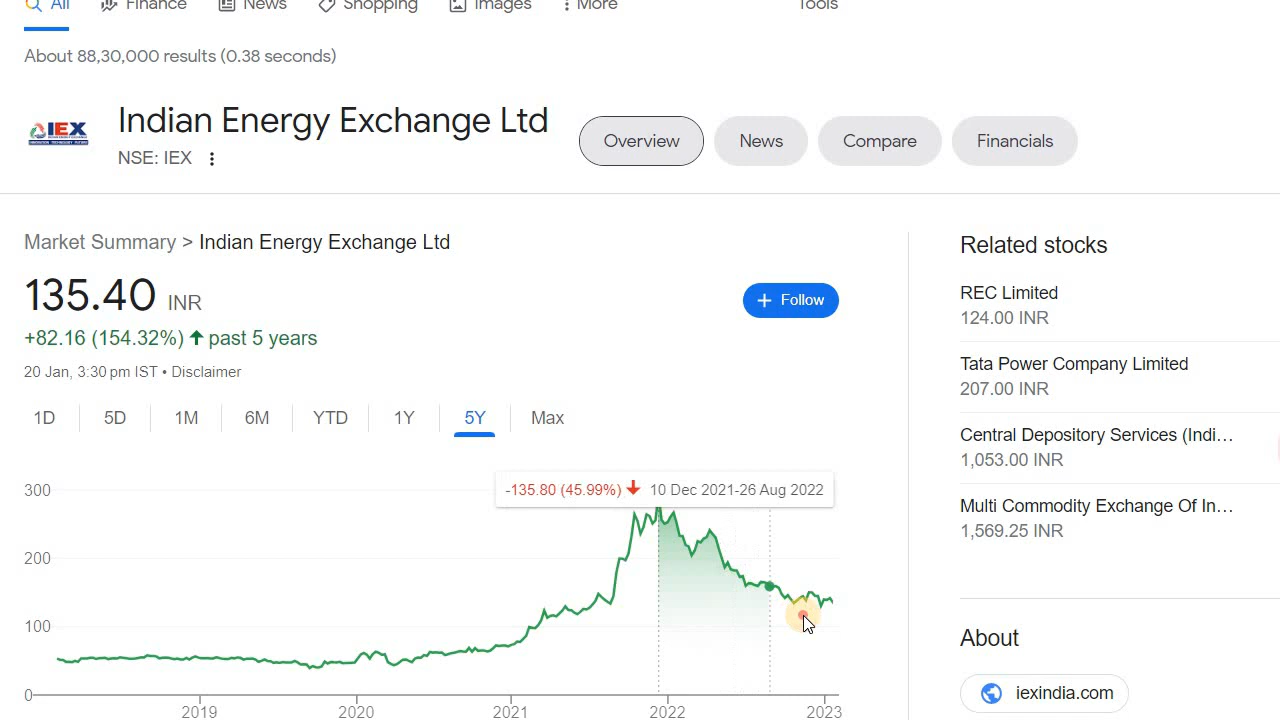 All Finance News Shopping Images More Tools
About 88,30,000 results (0.38 seconds)
IEX
Indian Energy Exchange Ltd
NSE: IEX
Overview News Compare Financials
Market Summary > Indian Energy Exchange Ltd
135.40 INR
+ Follow
+82.16 (154.32%) past 5 years
20 Jan, 3:30 pm IST • Disclaimer
1D 5D 1M 6M YTD 1Y 5Y Max
-135.80 (45.99%) 10 Dec 2021-26 Aug 2022
300
200
100
0
2019 2020 2021 2022 2023
Related stocks
REC Limited
124.00 INR
Tata Power Company Limited
207.00 INR
Central Depository Services (Indi...
1,053.00 INR
Multi Commodity Exchange Of In...
1,569.25 INR
About
iexindia.com